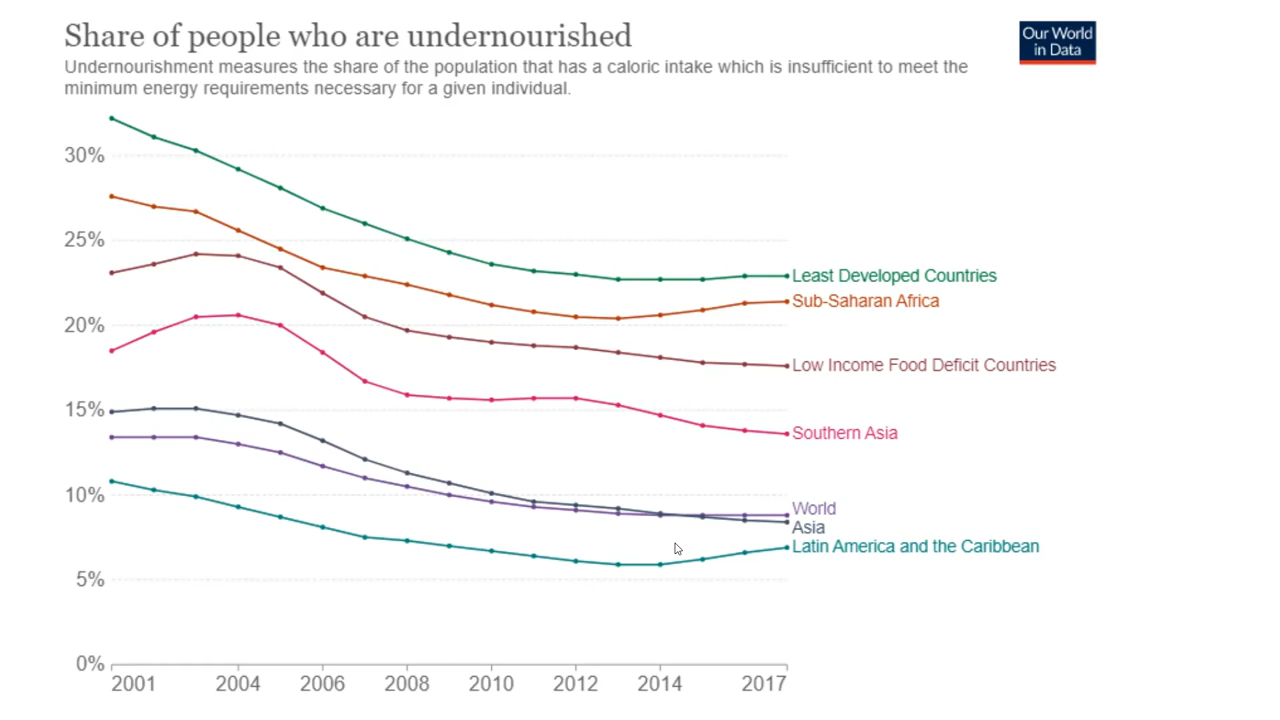 Share of people who are undernourished
Our World
in Data
Undernourishment measures the share of the population that has a caloric intake which is insufficient to meet the
minimum energy requirements necessary for a given individual.
30%
25%
20%
15%
10%
5%
0%
Least Developed Countries
Sub-Saharan Africa
Low Income Food Deficit Countries
Southern Asia
World
Asia
Latin America and the Caribbean
2001 2004 2006 2008 2010 2012 2014 2017